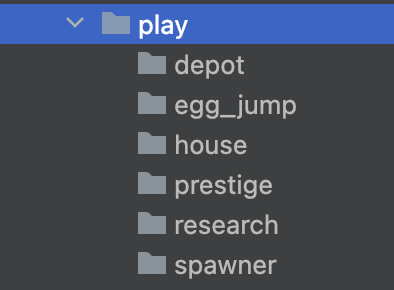 play
depot
egg_jump
house
prestige
research
spawner